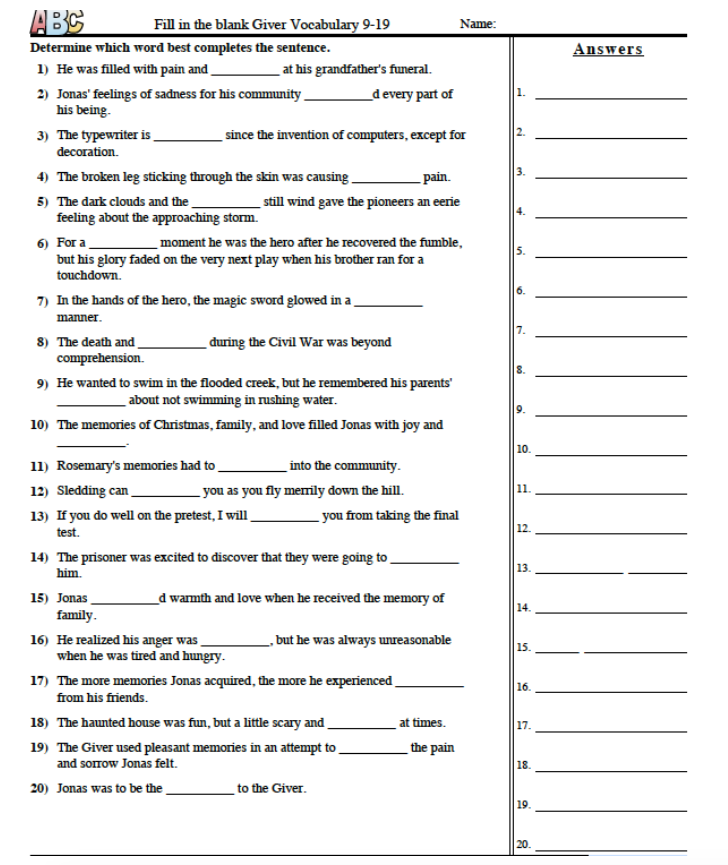 ABC
Fill in the blank Giver Vocabulary 9-19 Name:
Determine which word best completes the sentence.
Answers
1) He was filled with pain and __________ at his grandfather's funeral.
2) Jonas' feelings of sadness for his community __________d every part of
his being.
3) The typewriter is __________ since the invention of computers, except for
decoration.
4) The broken leg sticking through the skin was causing __________ pain.
5) The dark clouds and the __________ still wind gave the pioneers an eerie
feeling about the approaching storm.
6) For a __________ moment he was the hero after he recovered the fumble,
but his glory faded on the very next play when his brother ran for a
touchdown.
7) In the hands of the hero, the magic sword glowed in a __________
manner.
8) The death and __________ during the Civil War was beyond
comprehension.
9) He wanted to swim in the flooded creek, but he remembered his parents'
__________ about not swimming in rushing water.
10) The memories of Christmas, family, and love filled Jonas with joy and
__________.
11) Rosemary's memories had to __________ into the community.
12) Sledding can __________ you as you fly merrily down the hill.
13) If you do well on the pretest, I will __________ you from taking the final
test.
14) The prisoner was excited to discover that they were going to __________
him.
15) Jonas __________d warmth and love when he received the memory of
family.
16) He realized his anger was __________, but he was always unreasonable
when he was tired and hungry.
17) The more memories Jonas acquired, the more he experienced __________
from his friends.
18) The haunted house was fun, but a little scary and __________ at times.
19) The Giver used pleasant memories in an attempt to __________ the pain
and sorrow Jonas felt.
20) Jonas was to be the __________ to the Giver.
1.
2.
3.
4.
5.
6.
7.
8.
9.
10.
11.
12.
13.
14.
15.
16.
17.
18.
19.
20.